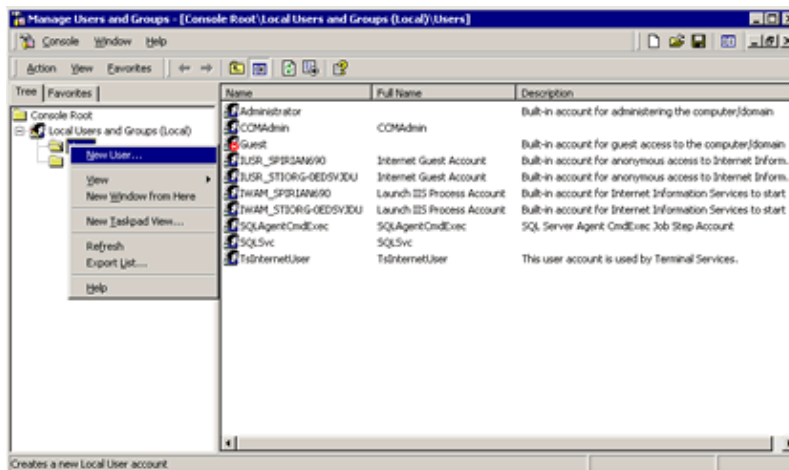 Manage Users and Groups - [Console Root\Local Users and Groups (Local)\Users]
Console Window Help
Action View Favorites
Tree Favorites
Name Full Name Description
Console Root
Local Users and Groups (Local)
New User...
View
New Window from Here
New Taskpad View...
Refresh
Export List...
Help
Administrator Built-in account for administering the computer/domain
CCMAdmin CCMAdmin
Guest Built-in account for guest access to the computer/domain
IUSR_SPIRIAN690 Internet Guest Account Built-in account for anonymous access to Internet Inform.
IUSR_STIORG-0EDSVJDU Internet Guest Account Built-in account for anonymous access to Internet Inform.
IWAM_SPIRIAN690 Launch IIS Process Account Built-in account for Internet Information Services to start
IWAM_STIORG-0EDSVJDU Launch IIS Process Account Built-in account for Internet Information Services to start
SQLAgentCmdExec SQLAgentCmdExec SQL Server Agent CmdExec Job Step Account
SQLSvc SQLSvc
TsInternetUser TsInternetUser This user account is used by Terminal Services.
Creates a new Local User account